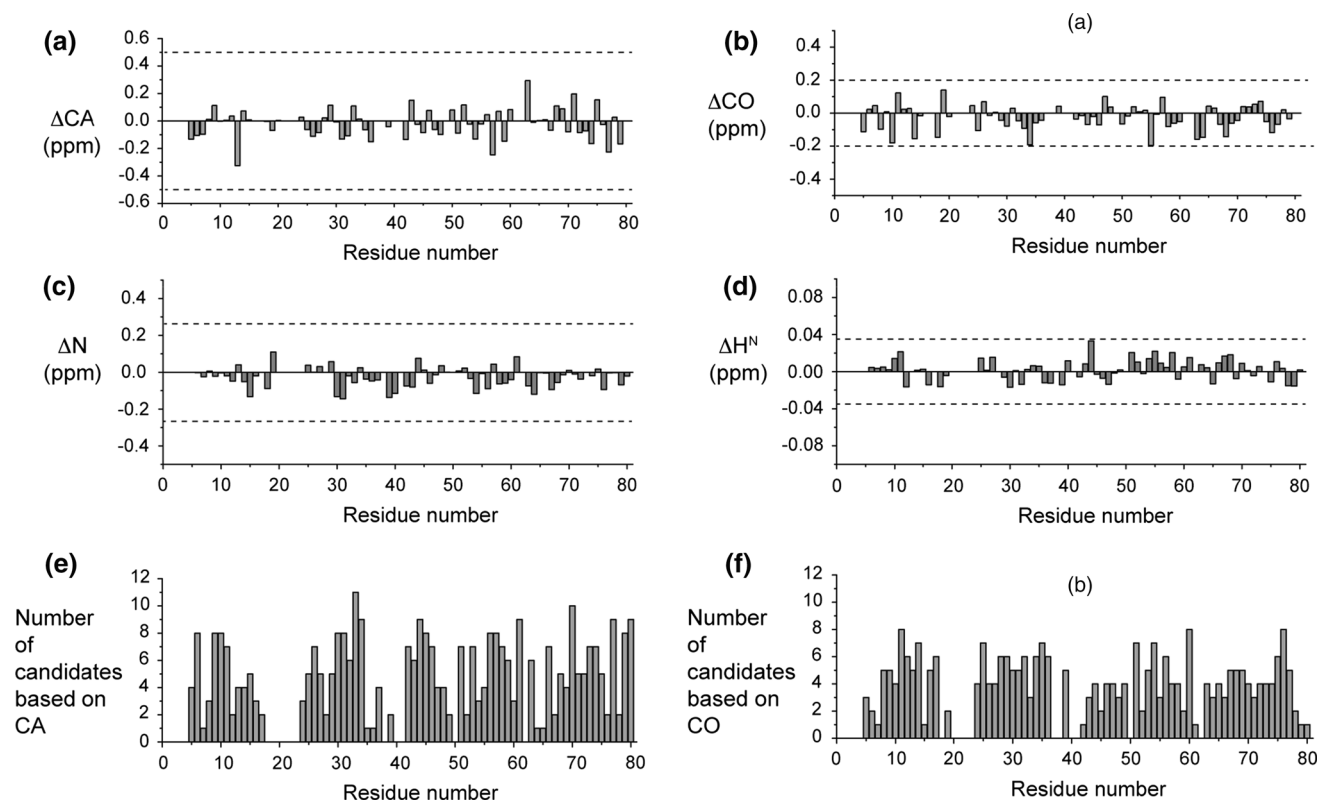 (a)
0.6
0.4
0.2
0.0
-0.2
-0.4
-0.6
ΔCA
(ppm)
0 10 20 30 40 50 60 70 80
Residue number
(b)
(a)
0.4
0.2
0.0
-0.2
-0.4
ΔCO
(ppm)
0 10 20 30 40 50 60 70 80
Residue number
(c)
0.4
0.2
0.0
-0.2
-0.4
ΔN
(ppm)
0 10 20 30 40 50 60 70 80
Residue number
(d)
0.08
0.04
0.00
-0.04
-0.08
ΔHᴺ
(ppm)
0 10 20 30 40 50 60 70 80
Residue number
(e)
12
10
8
6
4
2
0
Number
of
candidates
based on
CA
0 10 20 30 40 50 60 70 80
Residue number
(f)
(b)
12
10
8
6
4
2
0
Number
of
candidates
based on
CO
0 10 20 30 40 50 60 70 80
Residue number